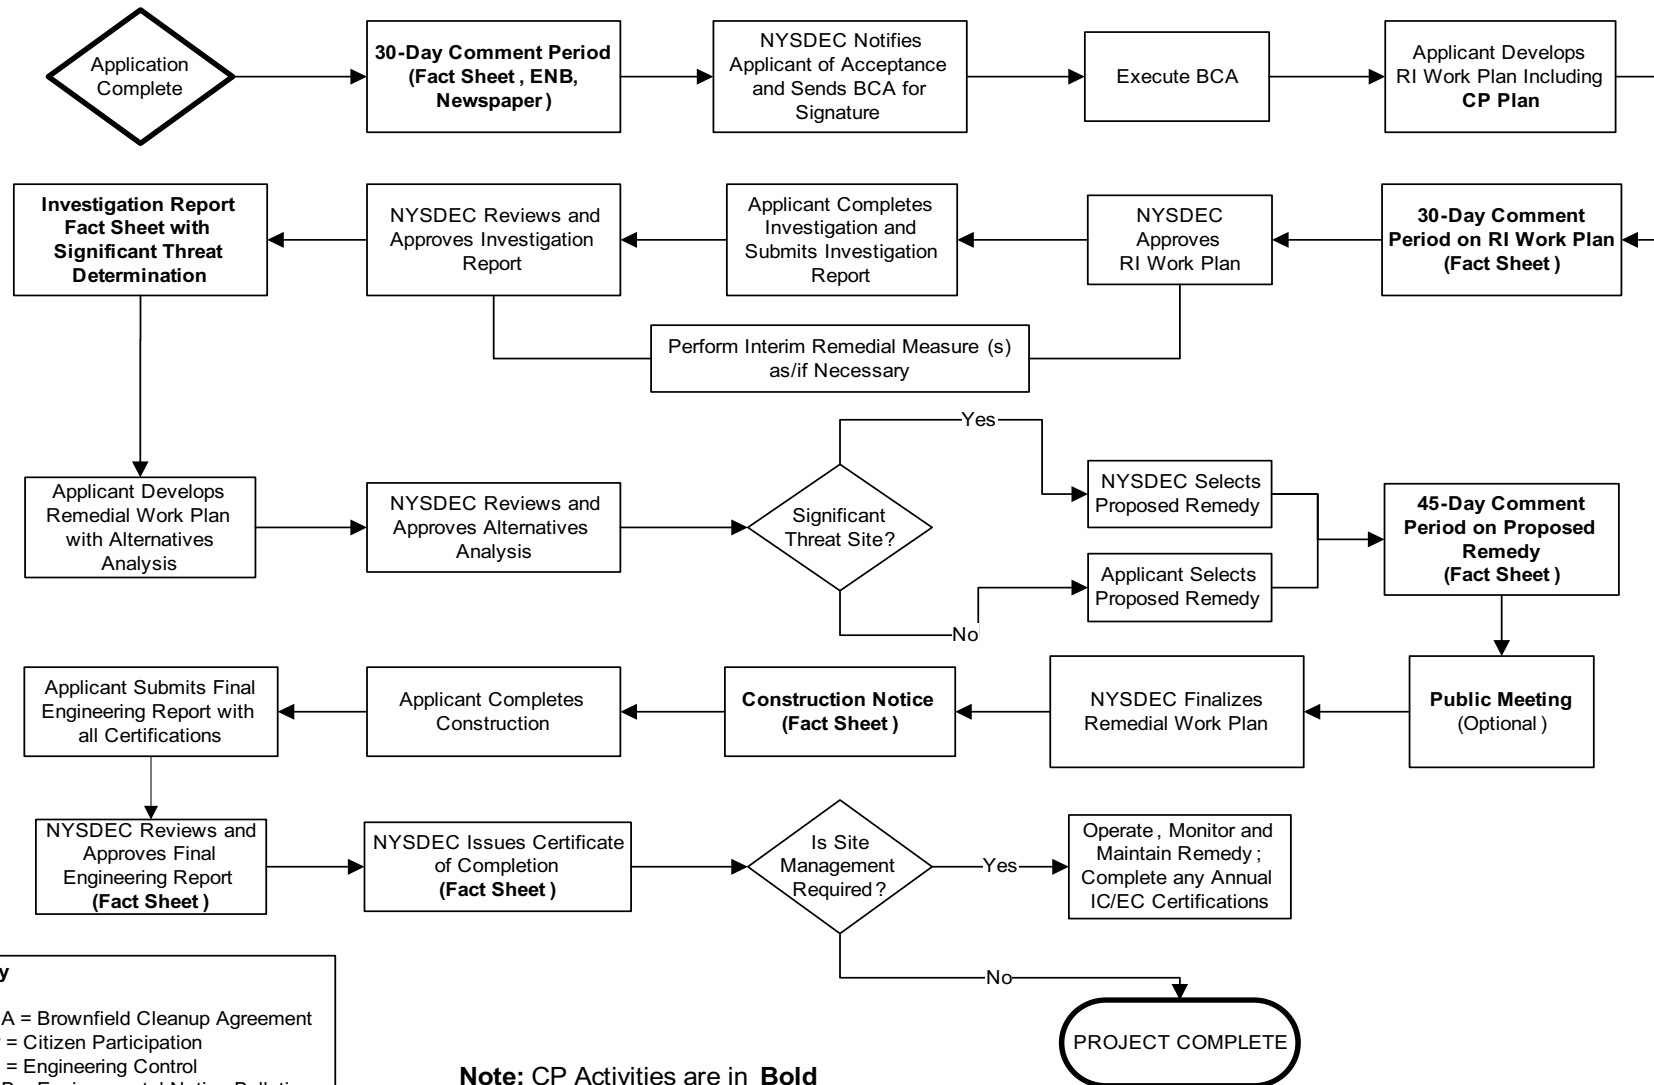 Application
Complete
30-Day Comment Period
(Fact Sheet, ENB,
Newspaper)
NYSDEC Notifies
Applicant of Acceptance
and Sends BCA for
Signature
Execute BCA
Applicant Develops
RI Work Plan Including
CP Plan
30-Day Comment
Period on RI Work Plan
(Fact Sheet)
NYSDEC
Approves
RI Work Plan
Applicant Completes
Investigation and
Submits Investigation
Report
NYSDEC Reviews and
Approves Investigation
Report
Investigation Report
Fact Sheet with
Significant Threat
Determination
Perform Interim Remedial Measure (s)
as/if Necessary
Applicant Develops
Remedial Work Plan
with Alternatives
Analysis
NYSDEC Reviews and
Approves Alternatives
Analysis
Significant
Threat Site?
Yes
No
NYSDEC Selects
Proposed Remedy
Applicant Selects
Proposed Remedy
45-Day Comment
Period on Proposed
Remedy
(Fact Sheet)
Public Meeting
(Optional)
NYSDEC Finalizes
Remedial Work Plan
Construction Notice
(Fact Sheet)
Applicant Completes
Construction
Applicant Submits Final
Engineering Report with
all Certifications
NYSDEC Reviews and
Approves Final
Engineering Report
(Fact Sheet)
NYSDEC Issues Certificate
of Completion
(Fact Sheet)
Is Site
Management
Required?
Yes
Operate, Monitor and
Maintain Remedy;
Complete any Annual
IC/EC Certifications
No
PROJECT COMPLETE
y
A = Brownfield Cleanup Agreement
= Citizen Participation
= Engineering Control
Note: CP Activities are in Bold